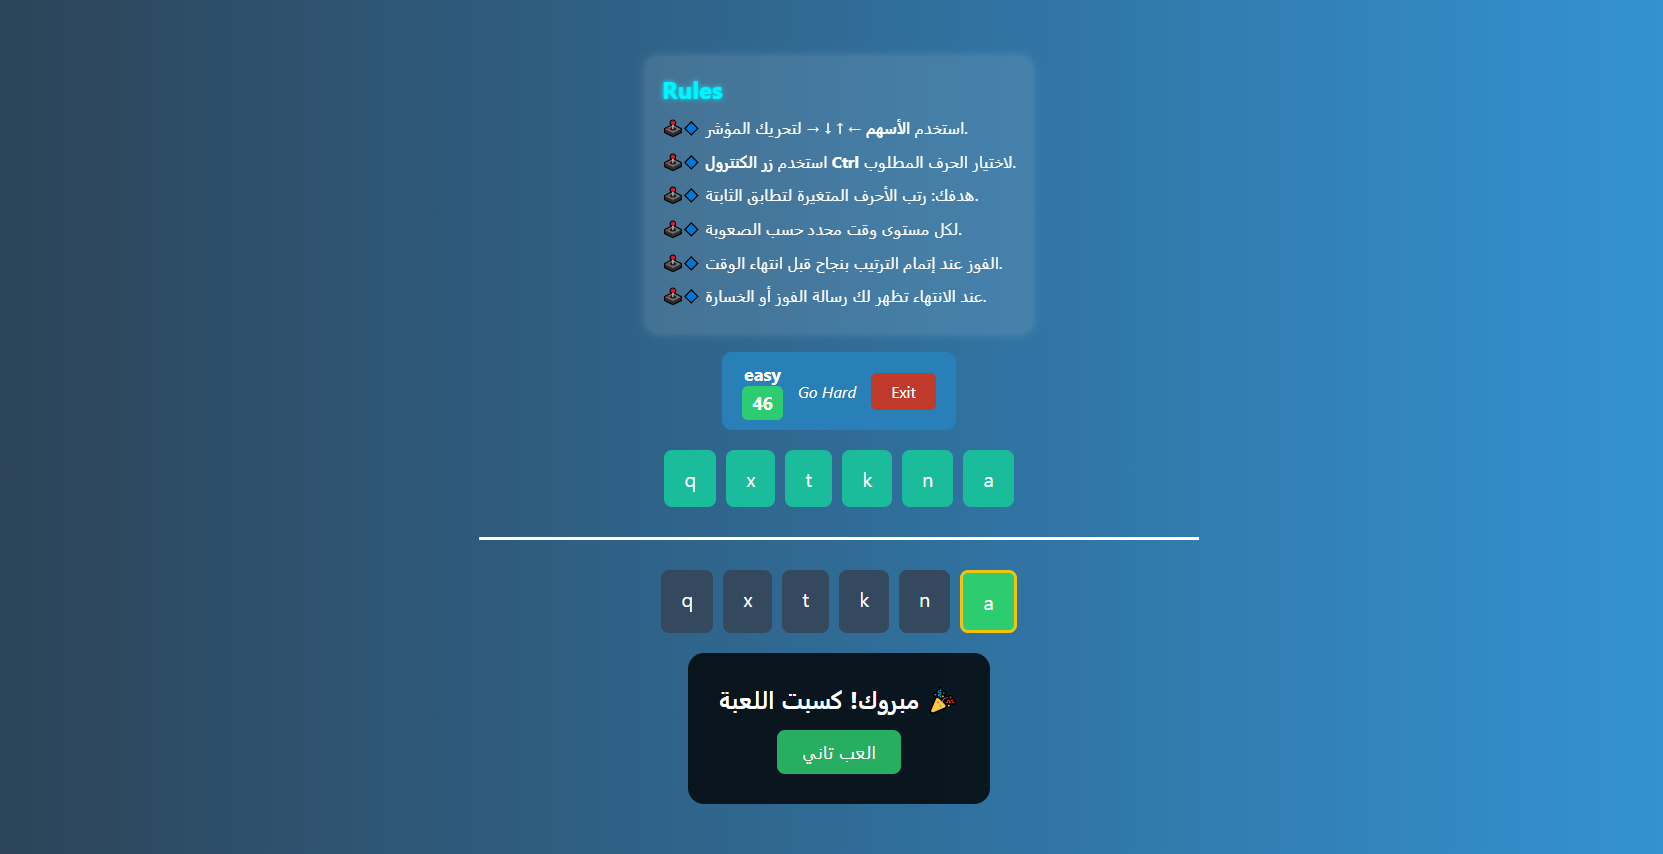 Rules
🕹️🔷 استخدم الأسهم ←↑↓→ لتحريك المؤشر.
🕹️🔷 استخدم زر الكنترول Ctrl لاختيار الحرف المطلوب.
🕹️🔷 هدفك: رتب الأحرف المتغيرة لتطابق الثابتة.
🕹️🔷 لكل مستوى وقت محدد حسب الصعوبة.
🕹️🔷 الفوز عند إتمام الترتيب بنجاح قبل انتهاء الوقت.
🕹️🔷 عند الانتهاء تظهر لك رسالة الفوز أو الخسارة.
easy
46 Go Hard Exit
q x t k n a
q x t k n a
🎉 مبروك! كسبت اللعبة
العب تاني